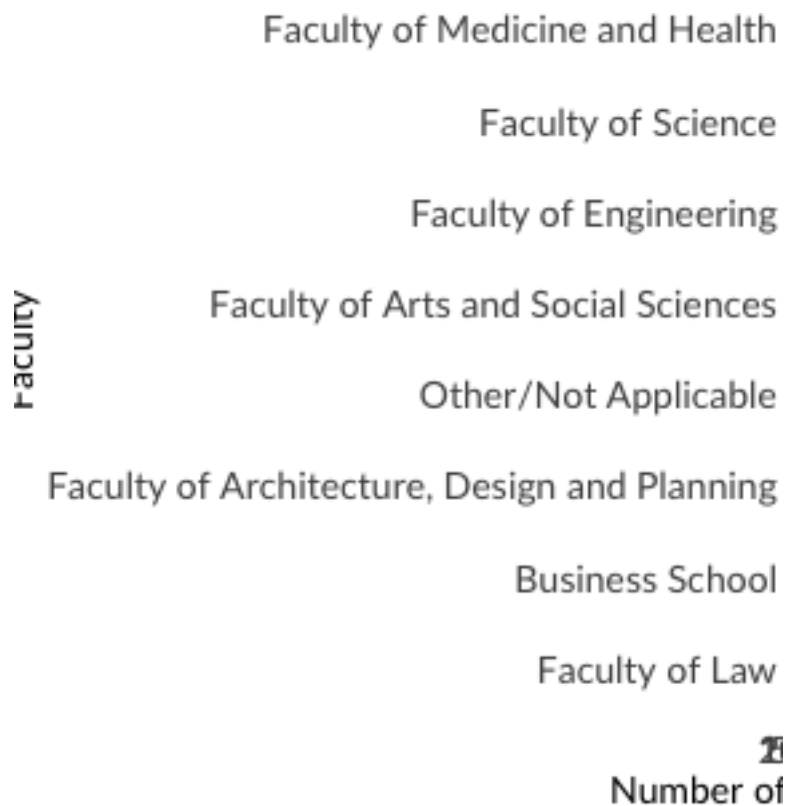 Faculty of Medicine and Health
Faculty of Science
Faculty of Engineering
Faculty
Faculty of Arts and Social Sciences
Other/Not Applicable
Faculty of Architecture, Design and Planning
Business School
Faculty of Law
Number of